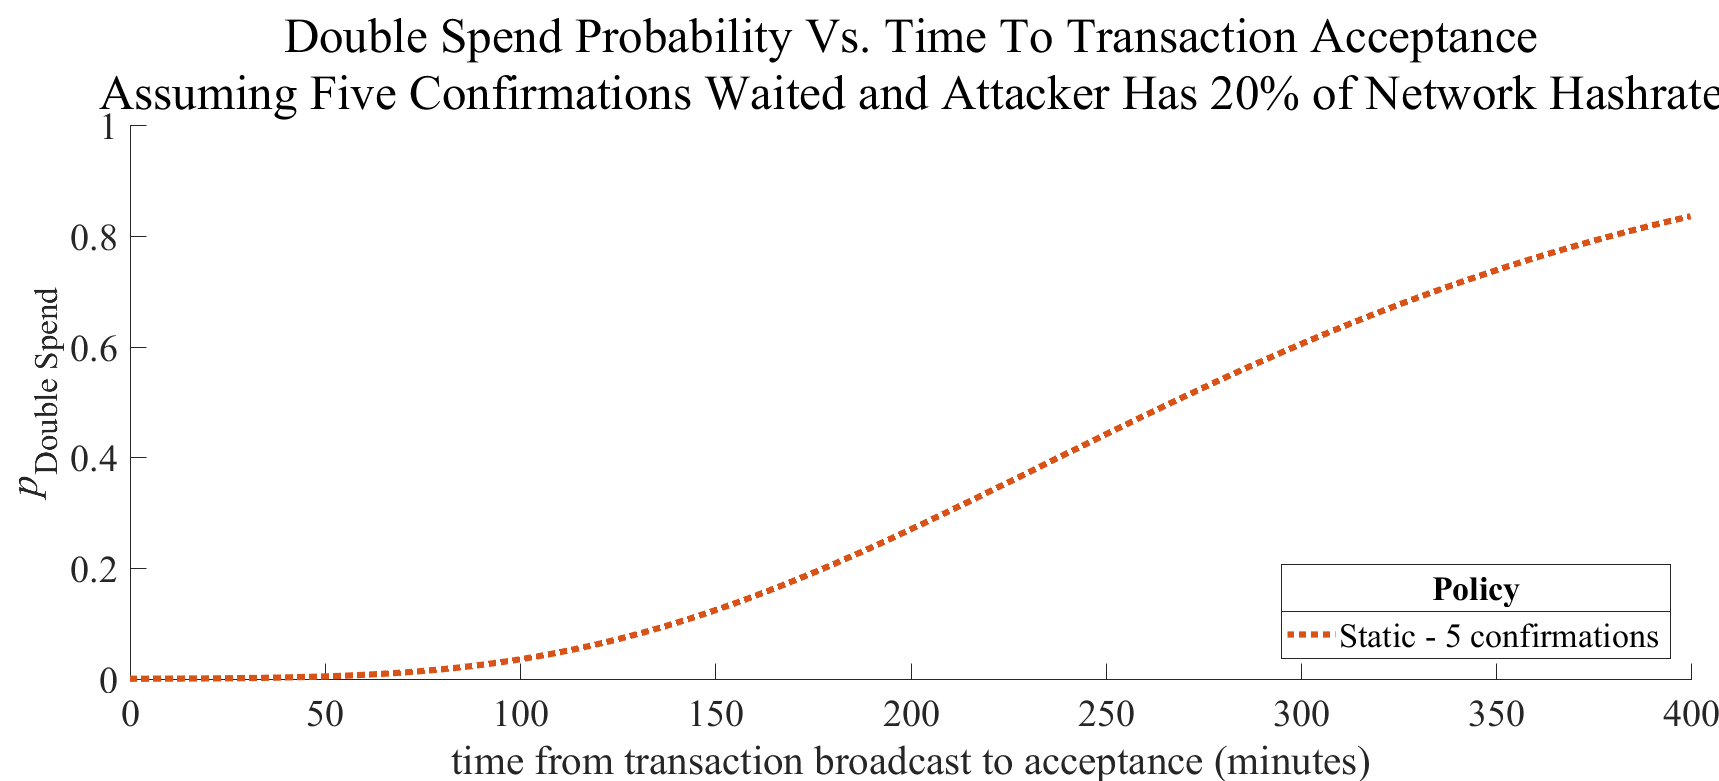 Double Spend Probability Vs. Time To Transaction Acceptance
Assuming Five Confirmations Waited and Attacker Has 20% of Network Hashrate
1
0.8
0.6
0.4
0.2
0
p Double Spend
0 50 100 150 200 250 300 350 400
time from transaction broadcast to acceptance (minutes)
Policy
Static - 5 confirmations